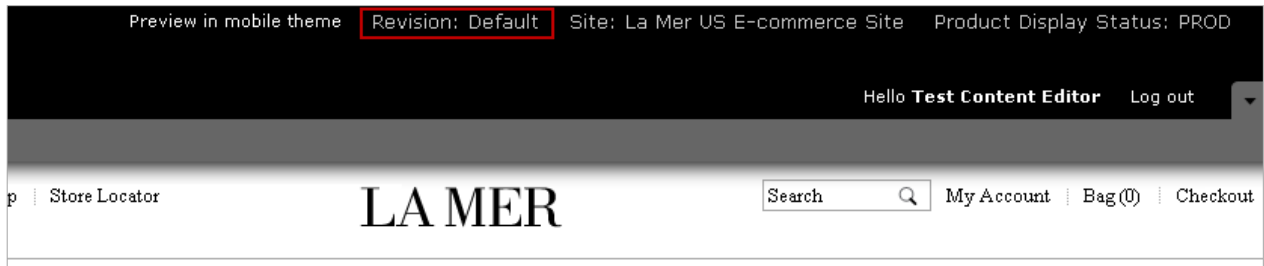 Preview in mobile theme Revision: Default Site: La Mer US E-commerce Site Product Display Status: PROD
Hello Test Content Editor Log out
p Store Locator LA MER Search My Account Bag (0) Checkout